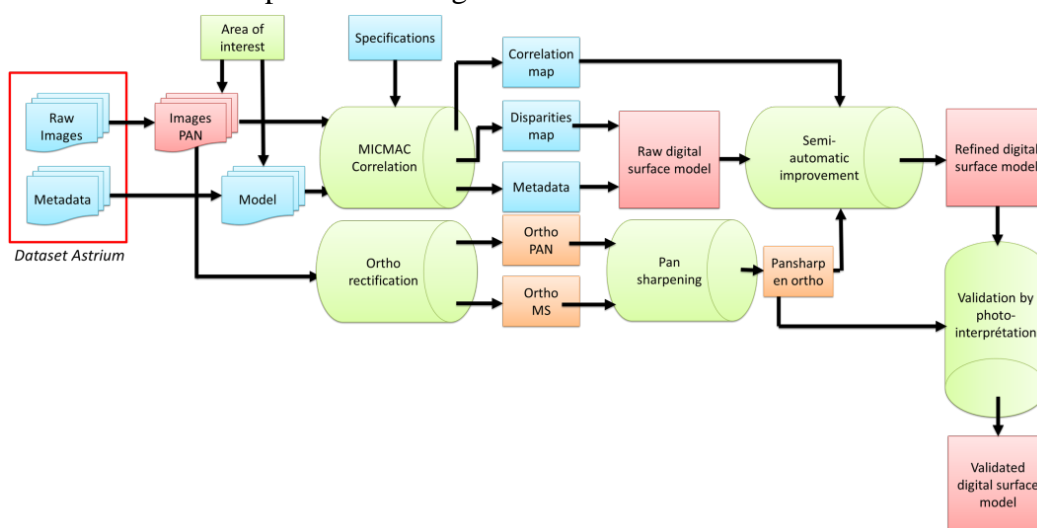 Area of
interest
Specifications
Correlation
map
Raw
Images
Images
PAN
MICMAC
Correlation
Disparities
map
Raw digital
surface model
Semi-
automatic
improvement
Refined digital
surface model
Metadata
Model
Metadata
Dataset Astrium
Ortho
rectification
Ortho
PAN
Ortho
MS
Pan
sharpening
Pansharp
en ortho
Validation by
photo-
interprétation
Validated
digital surface
model